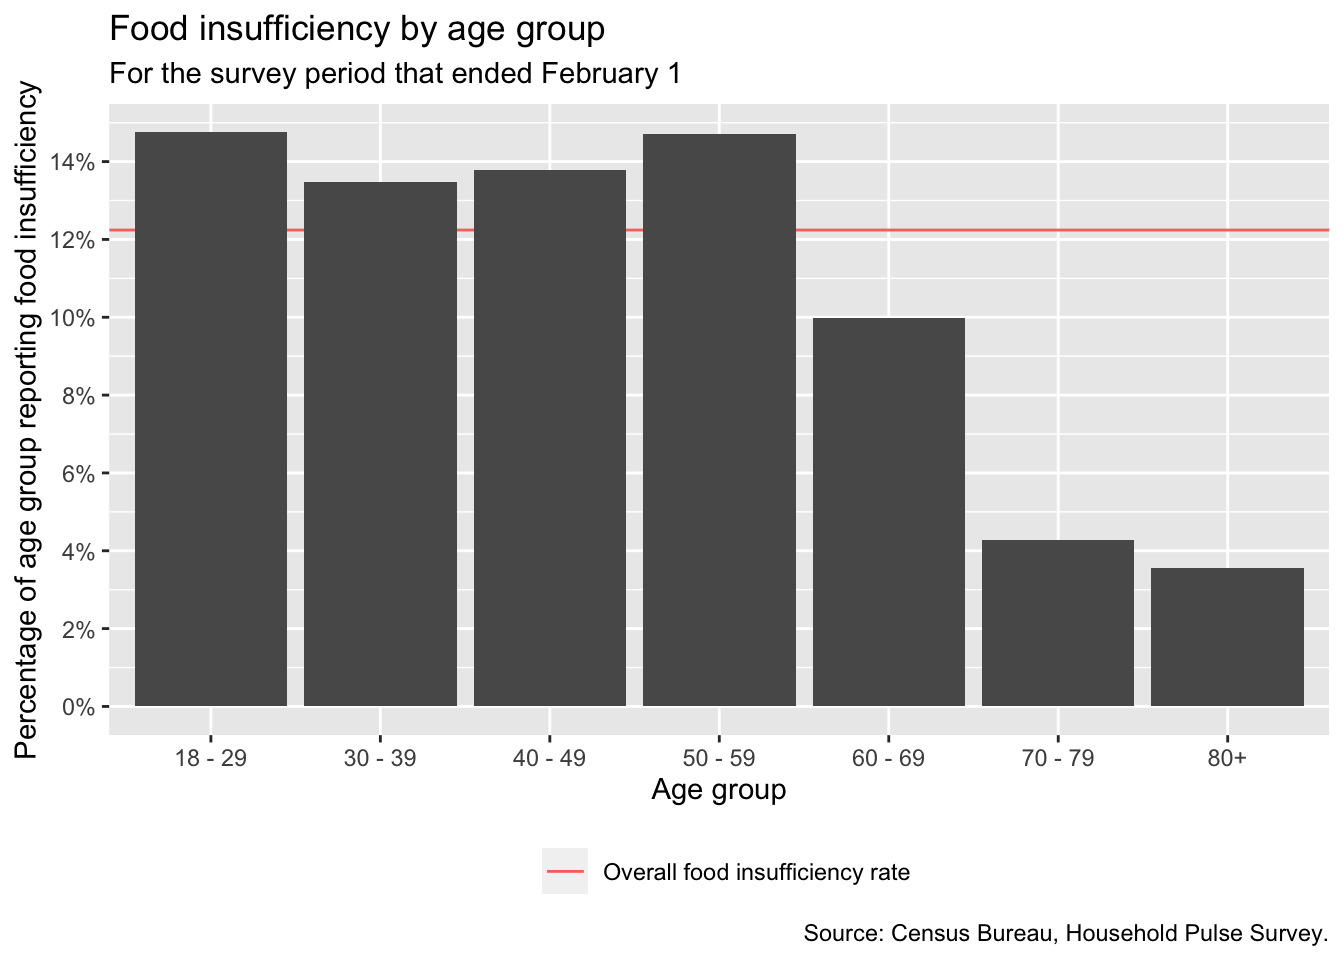 Food insufficiency by age group
For the survey period that ended February 1
Percentage of age group reporting food insufficiency
14%
12%
10%
8%
6%
4%
2%
0%
18 - 29
30 - 39
40 - 49
50 - 59
60 - 69
70 - 79
80+
Age group
Overall food insufficiency rate
Source: Census Bureau, Household Pulse Survey.